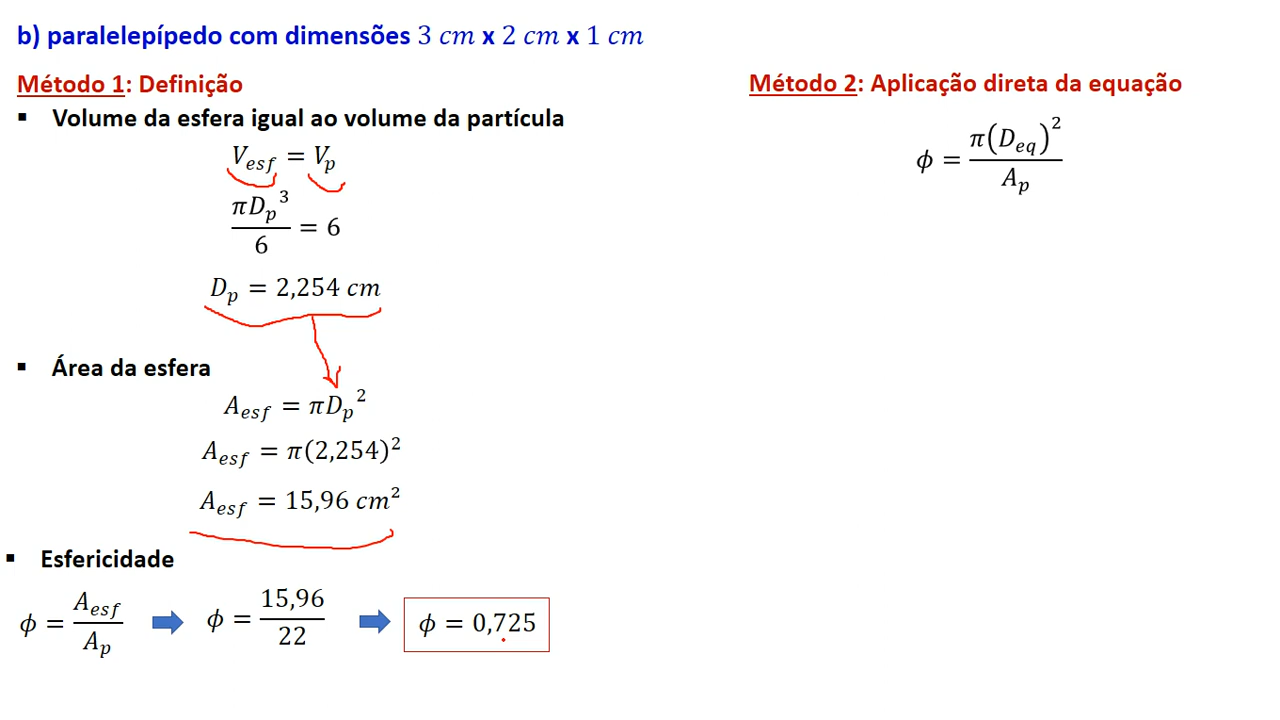 b) paralelepípedo com dimensões 3 cm x 2 cm x 1 cm
Método 1: Definição
▪ Volume da esfera igual ao volume da partícula
V_esf = V_p
πD_p³/6 = 6
D_p = 2,254 cm
▪ Área da esfera
A_esf = πD_p²
A_esf = π(2,254)²
A_esf = 15,96 cm²
▪ Esfericidade
ϕ = A_esf/A_p ➡ ϕ = 15,96/22 ➡ ϕ = 0,725
Método 2: Aplicação direta da equação
ϕ = π(D_eq)²/A_p